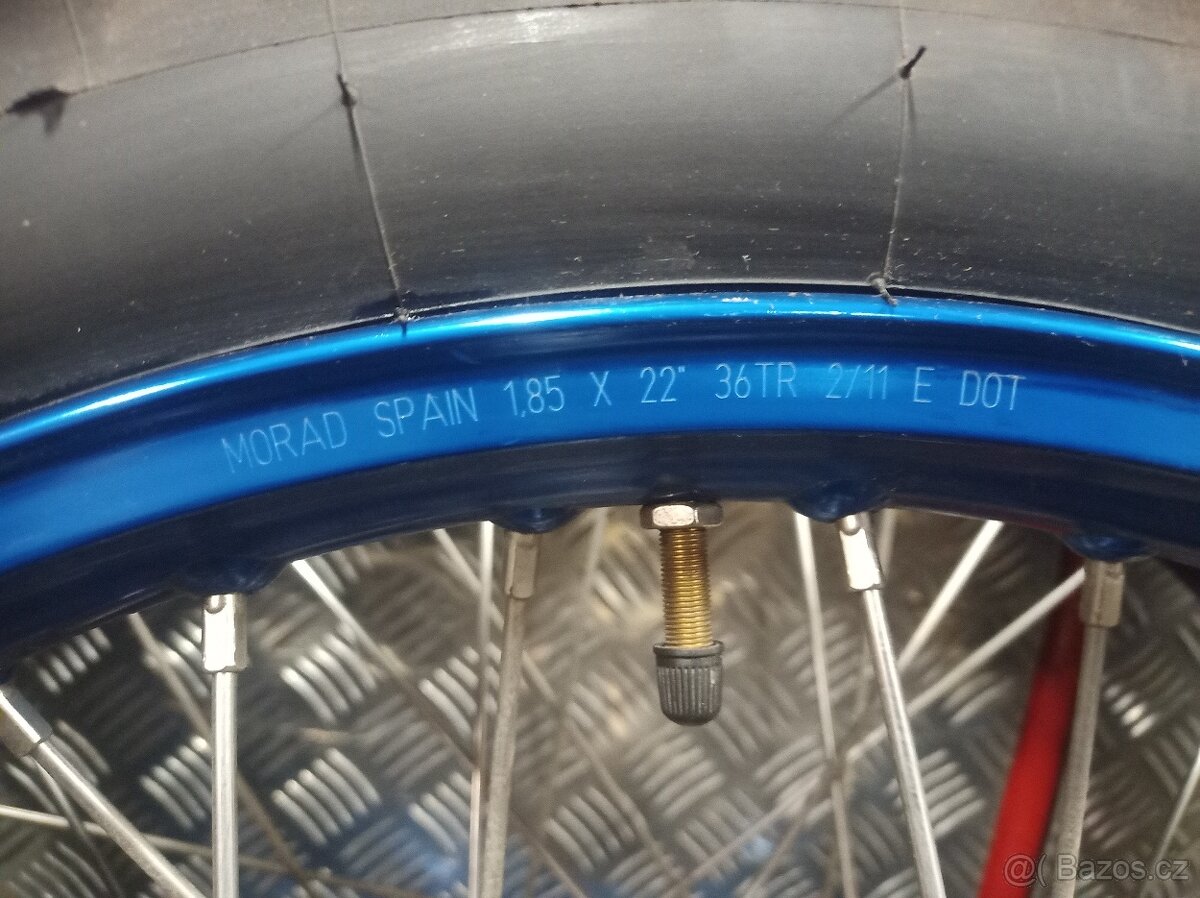 MORAD SPAIN 1,85 X 22" 36TR 2/11 E DOT
@( Bazos.cz